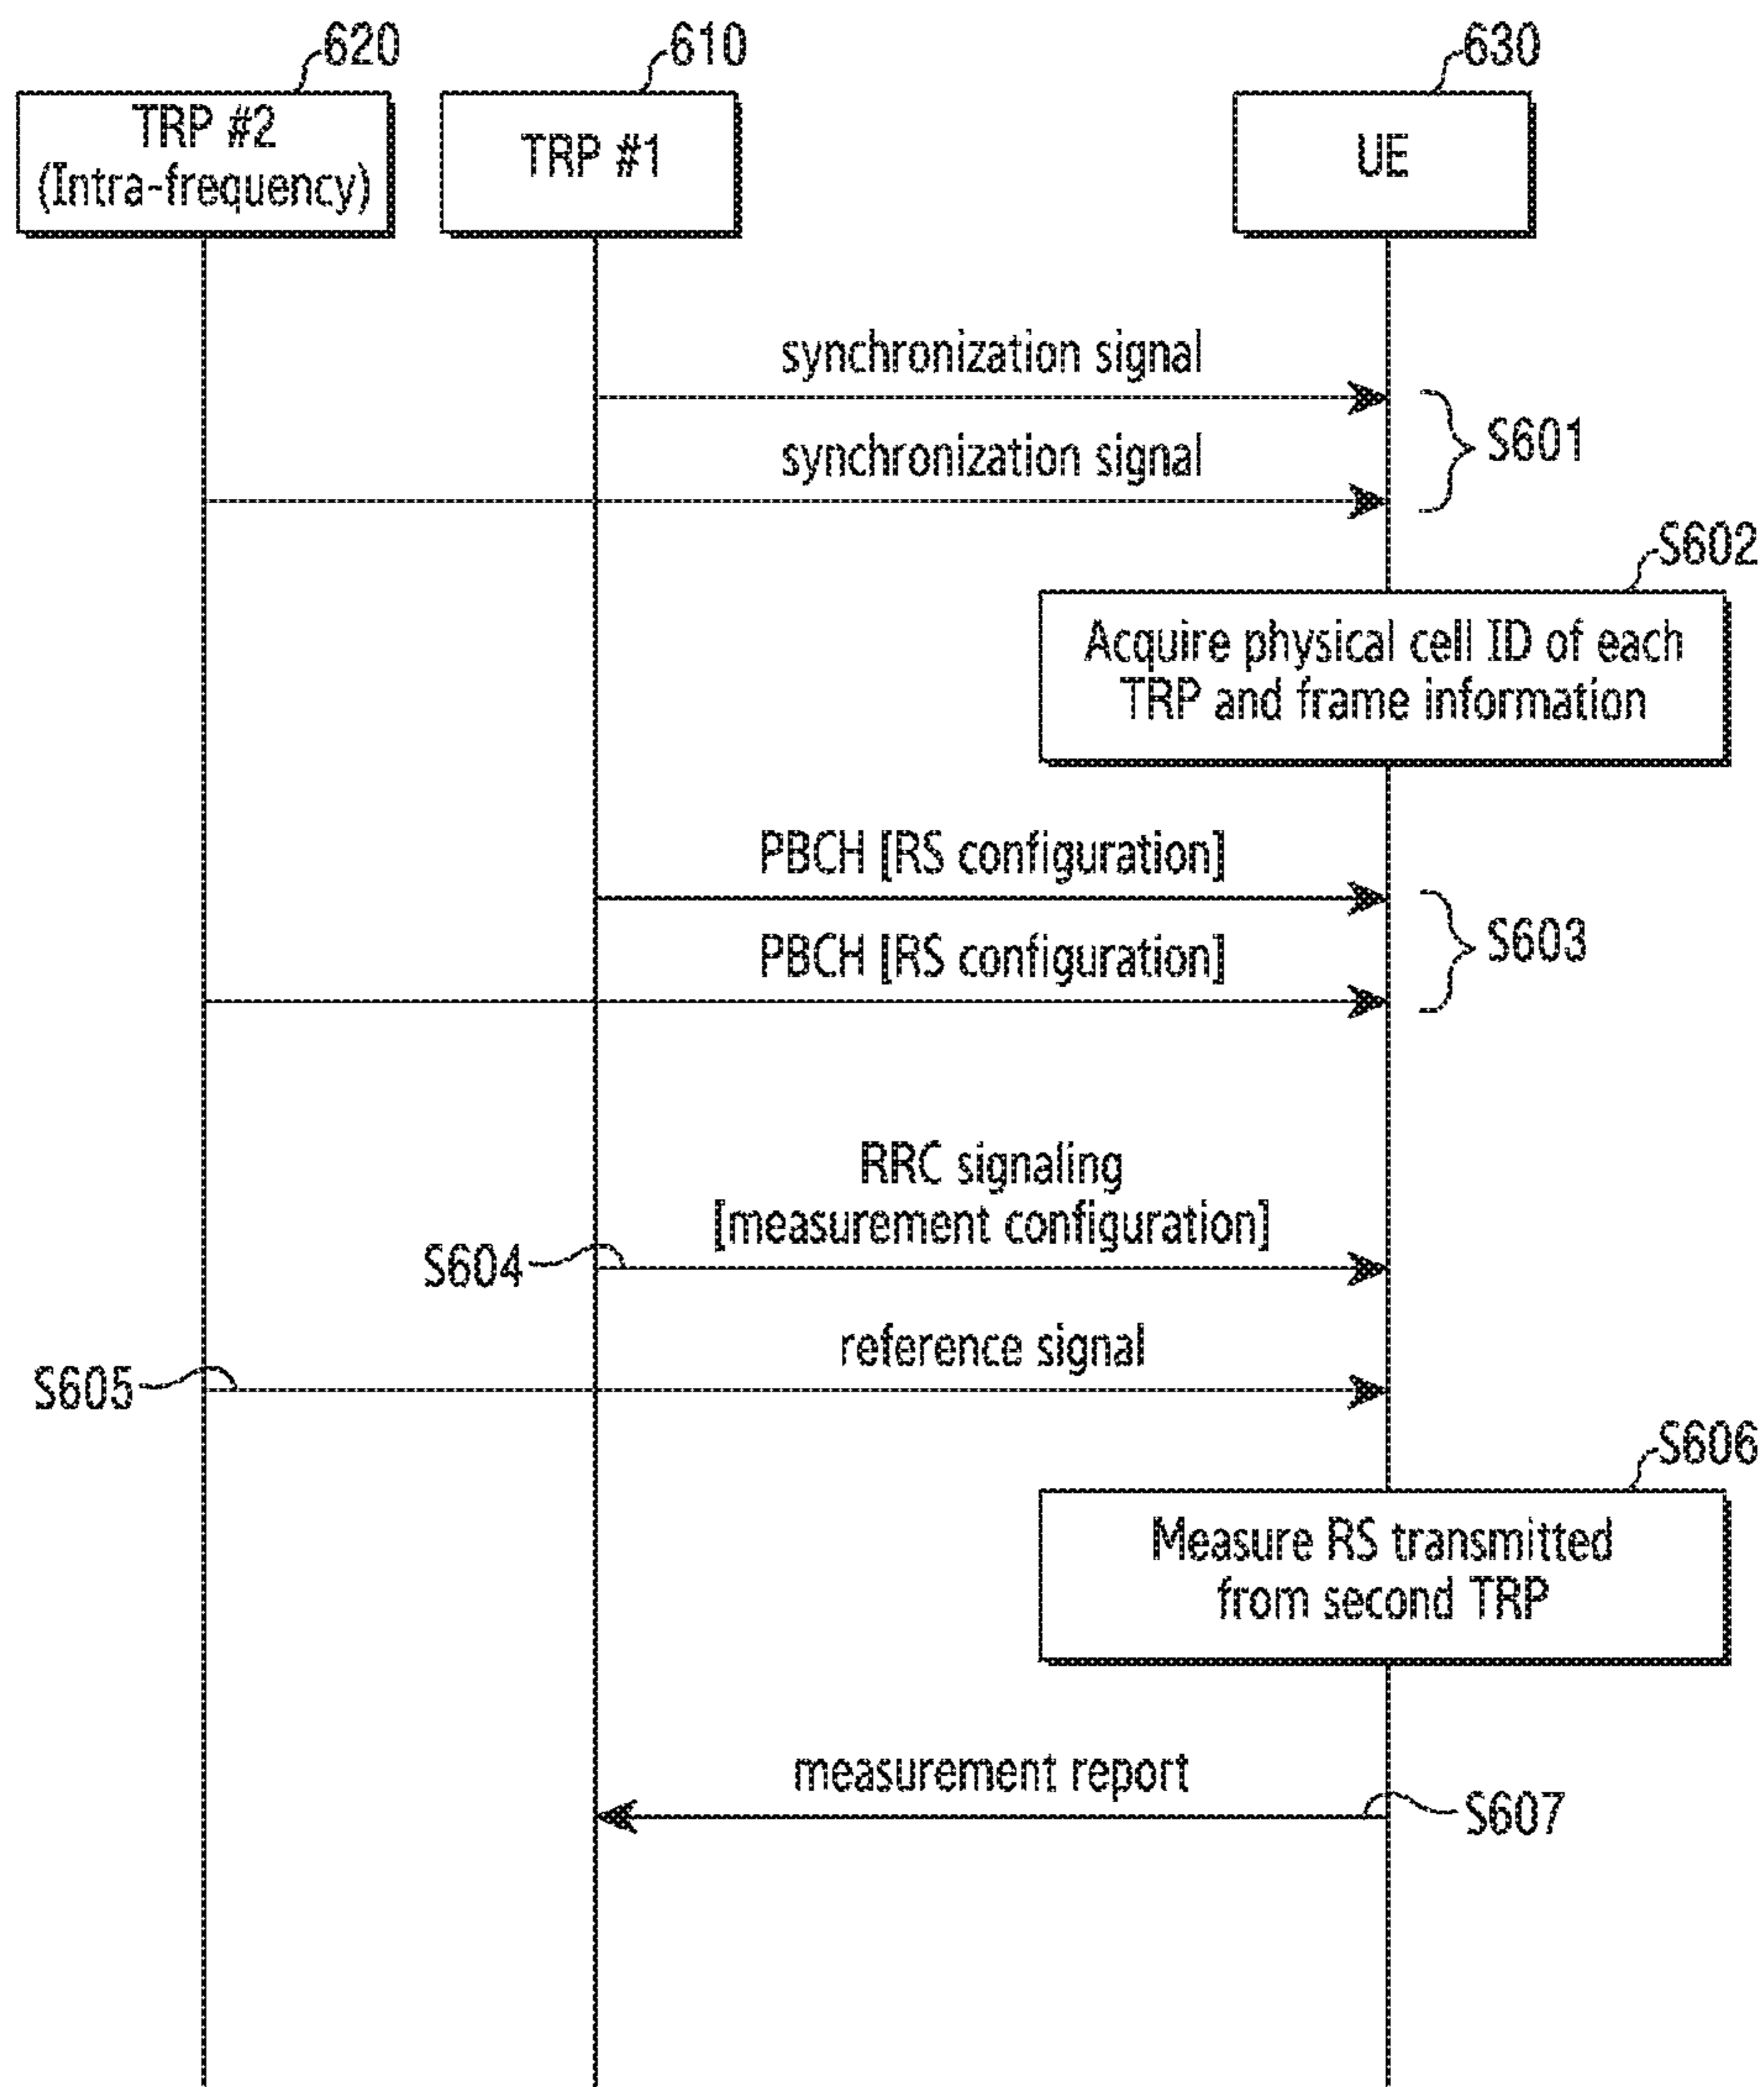 620
610
630
TRP #2
(Intra-frequency)
TRP #1
UE
synchronization signal
synchronization signal
S601
S602
Acquire physical cell ID of each
TRP and frame information
PBCH [RS configuration]
PBCH [RS configuration]
S603
RRC signaling
[measurement configuration]
S604
reference signal
S605
S606
Measure RS transmitted
from second TRP
measurement report
S607